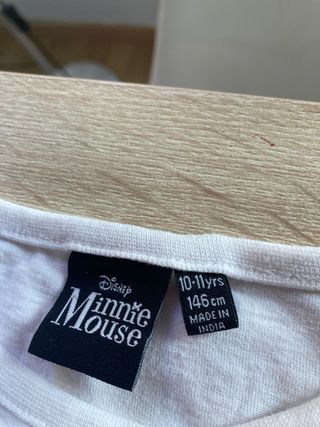 Disney
Minnie
Mouse
10-11yrs
146cm
MADE IN
INDIA